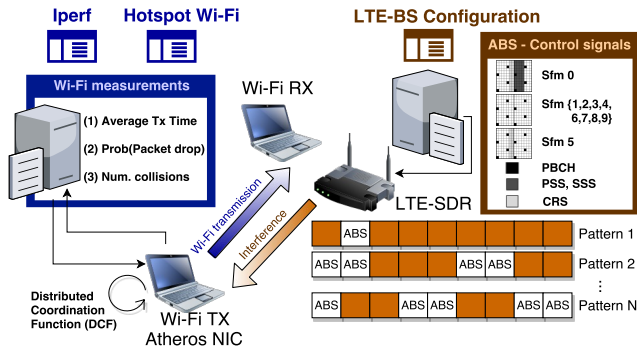 Iperf
Hotspot Wi-Fi
LTE-BS Configuration
ABS - Control signals
Wi-Fi measurements
(1) Average Tx Time
(2) Prob(Packet drop)
(3) Num. collisions
Wi-Fi RX
Sfm 0
Sfm {1,2,3,4,
6,7,8,9}
Sfm 5
PBCH
PSS, SSS
CRS
LTE-SDR
Wi-Fi transmission
Interference
ABS Pattern 1
ABS ABS ABS ABS Pattern 2
⋮
ABS ABS ABS ABS ABS Pattern N
Distributed
Coordination
Function (DCF)
Wi-Fi TX
Atheros NIC